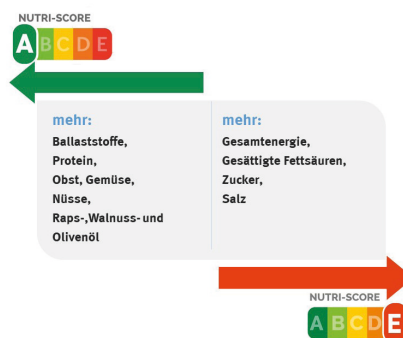 NUTRI-SCORE
A B C D E
mehr:
Ballaststoffe,
Protein,
Obst, Gemüse,
Nüsse,
Raps-,Walnuss- und
Olivenöl
mehr:
Gesamtenergie,
Gesättigte Fettsäuren,
Zucker,
Salz
NUTRI-SCORE
A B C D E